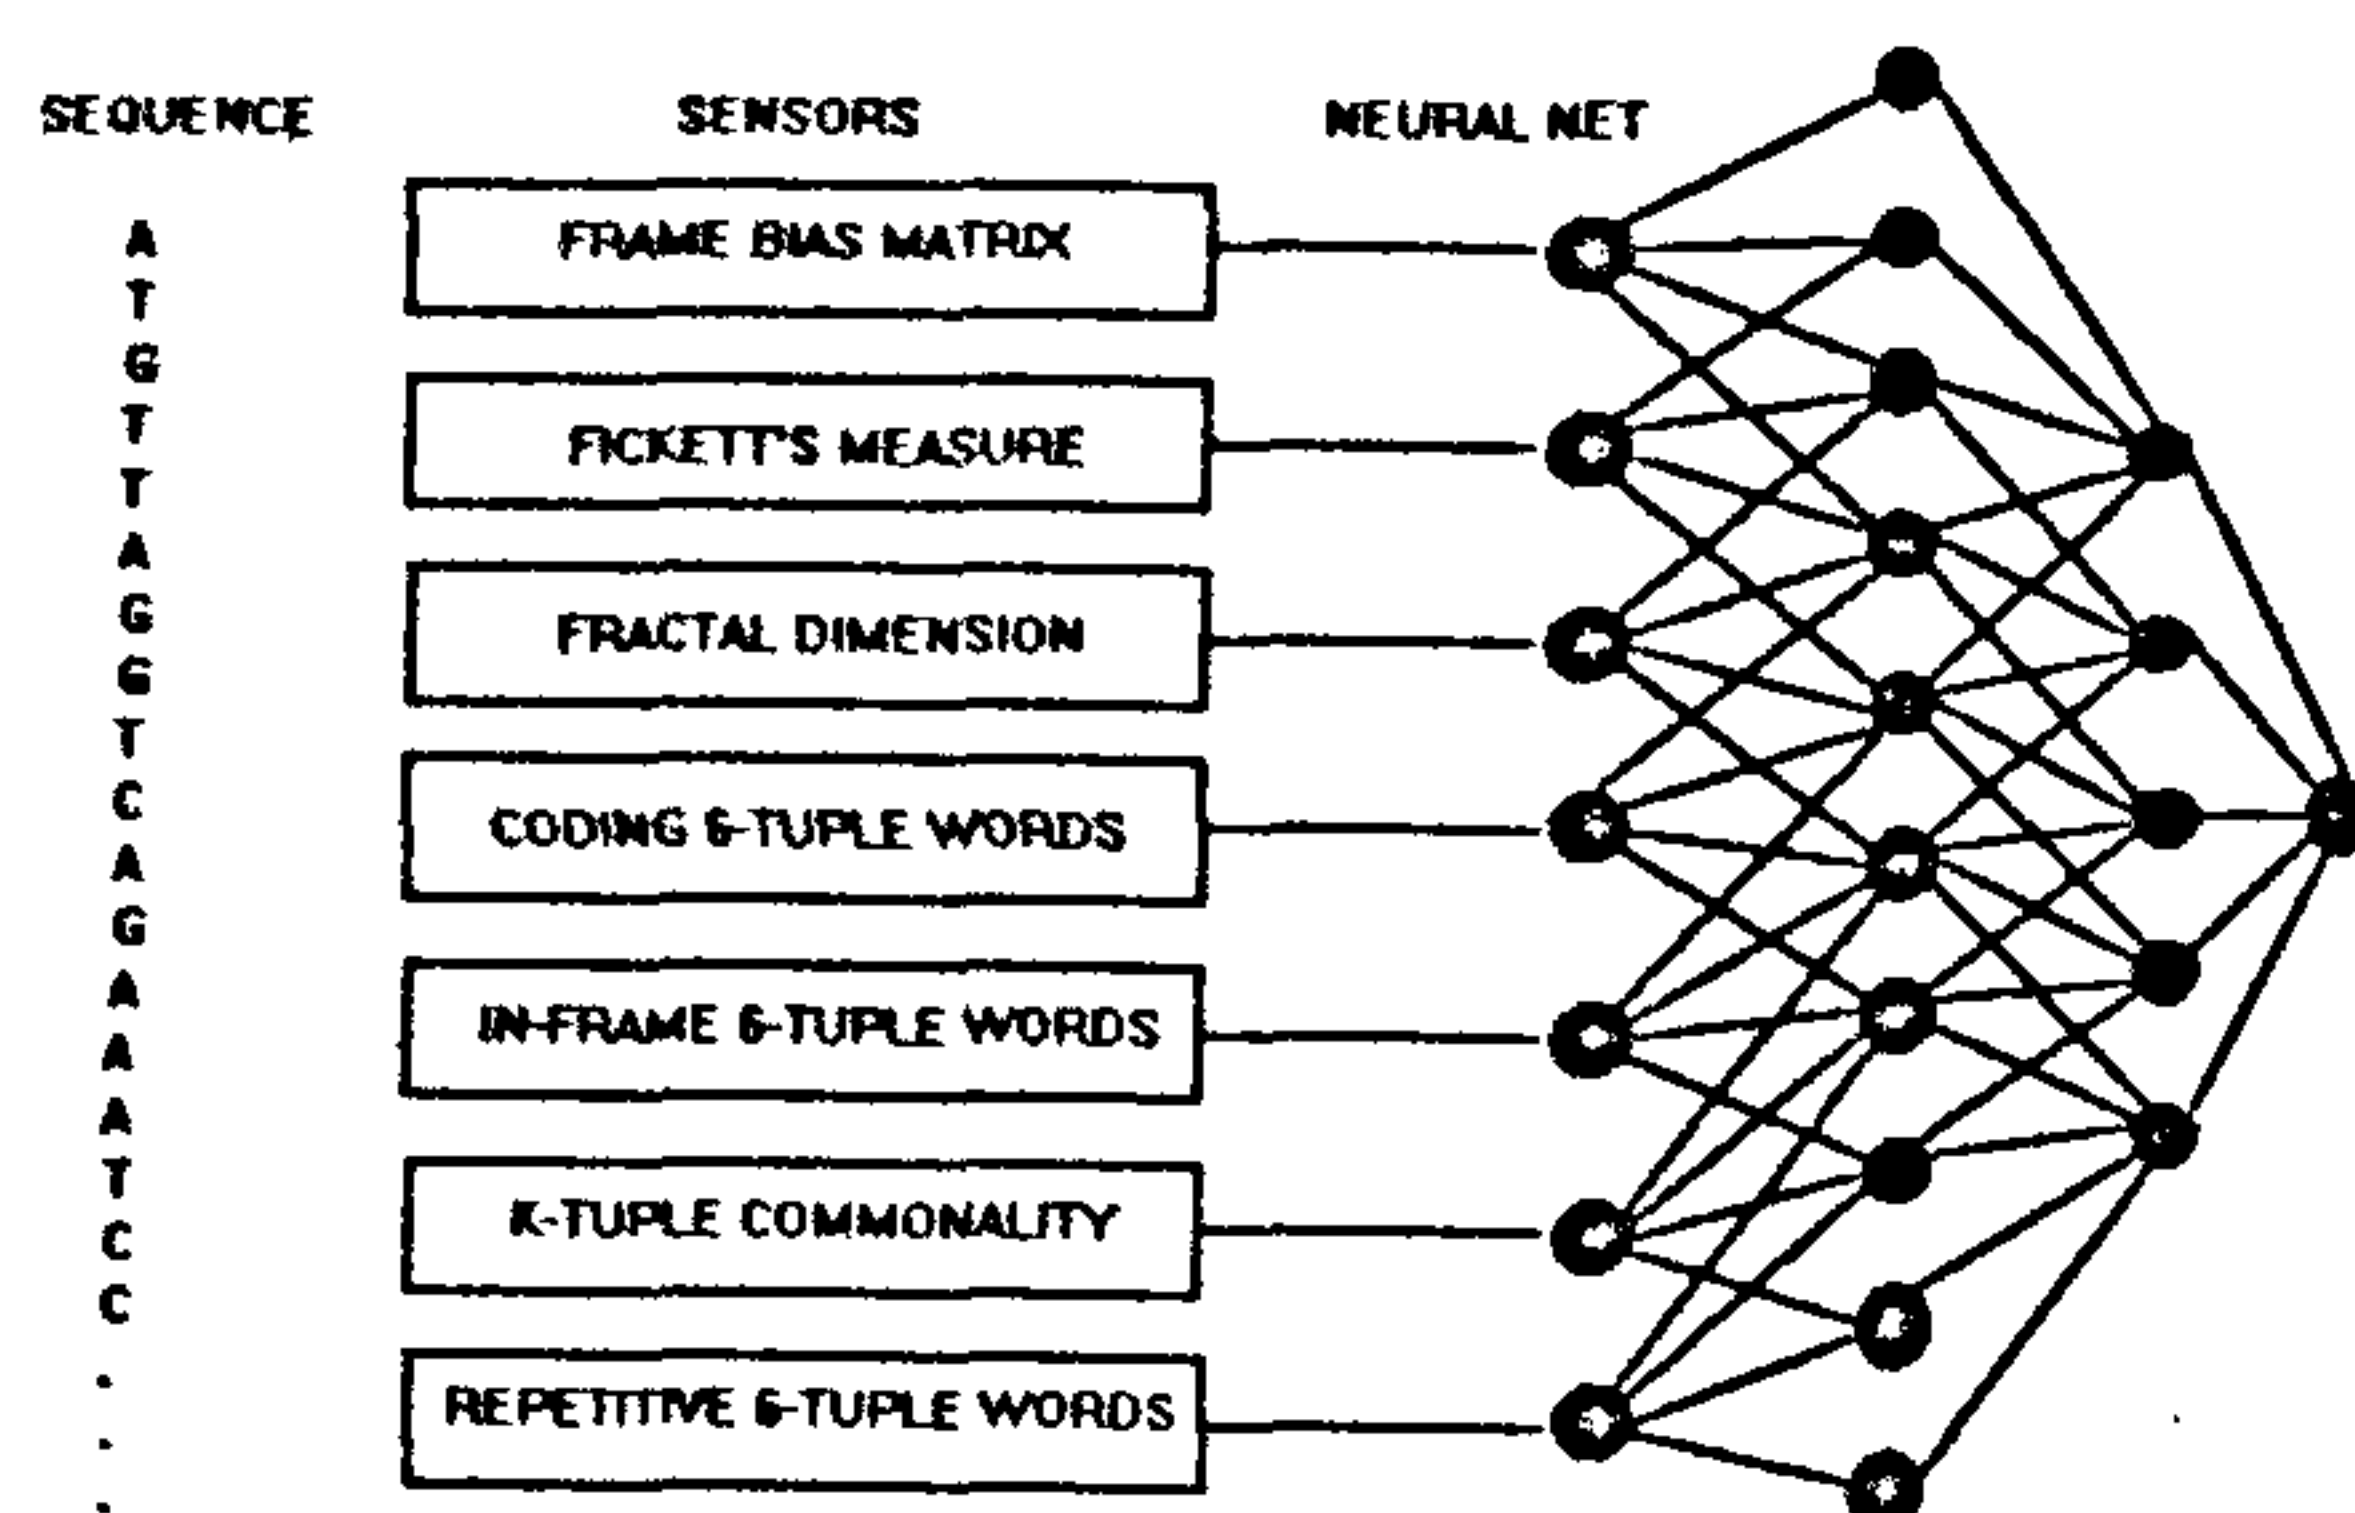 SEQUENCE
SENSORS
NEURAL NET
A
T
G
T
T
A
G
G
T
C
A
G
A
A
A
T
C
C
.
.
.
FRAME BIAS MATRIX
FICKETT'S MEASURE
FRACTAL DIMENSION
CODING 6-TUPLE WORDS
IN-FRAME 6-TUPLE WORDS
K-TUPLE COMMONALITY
REPETITIVE 6-TUPLE WORDS